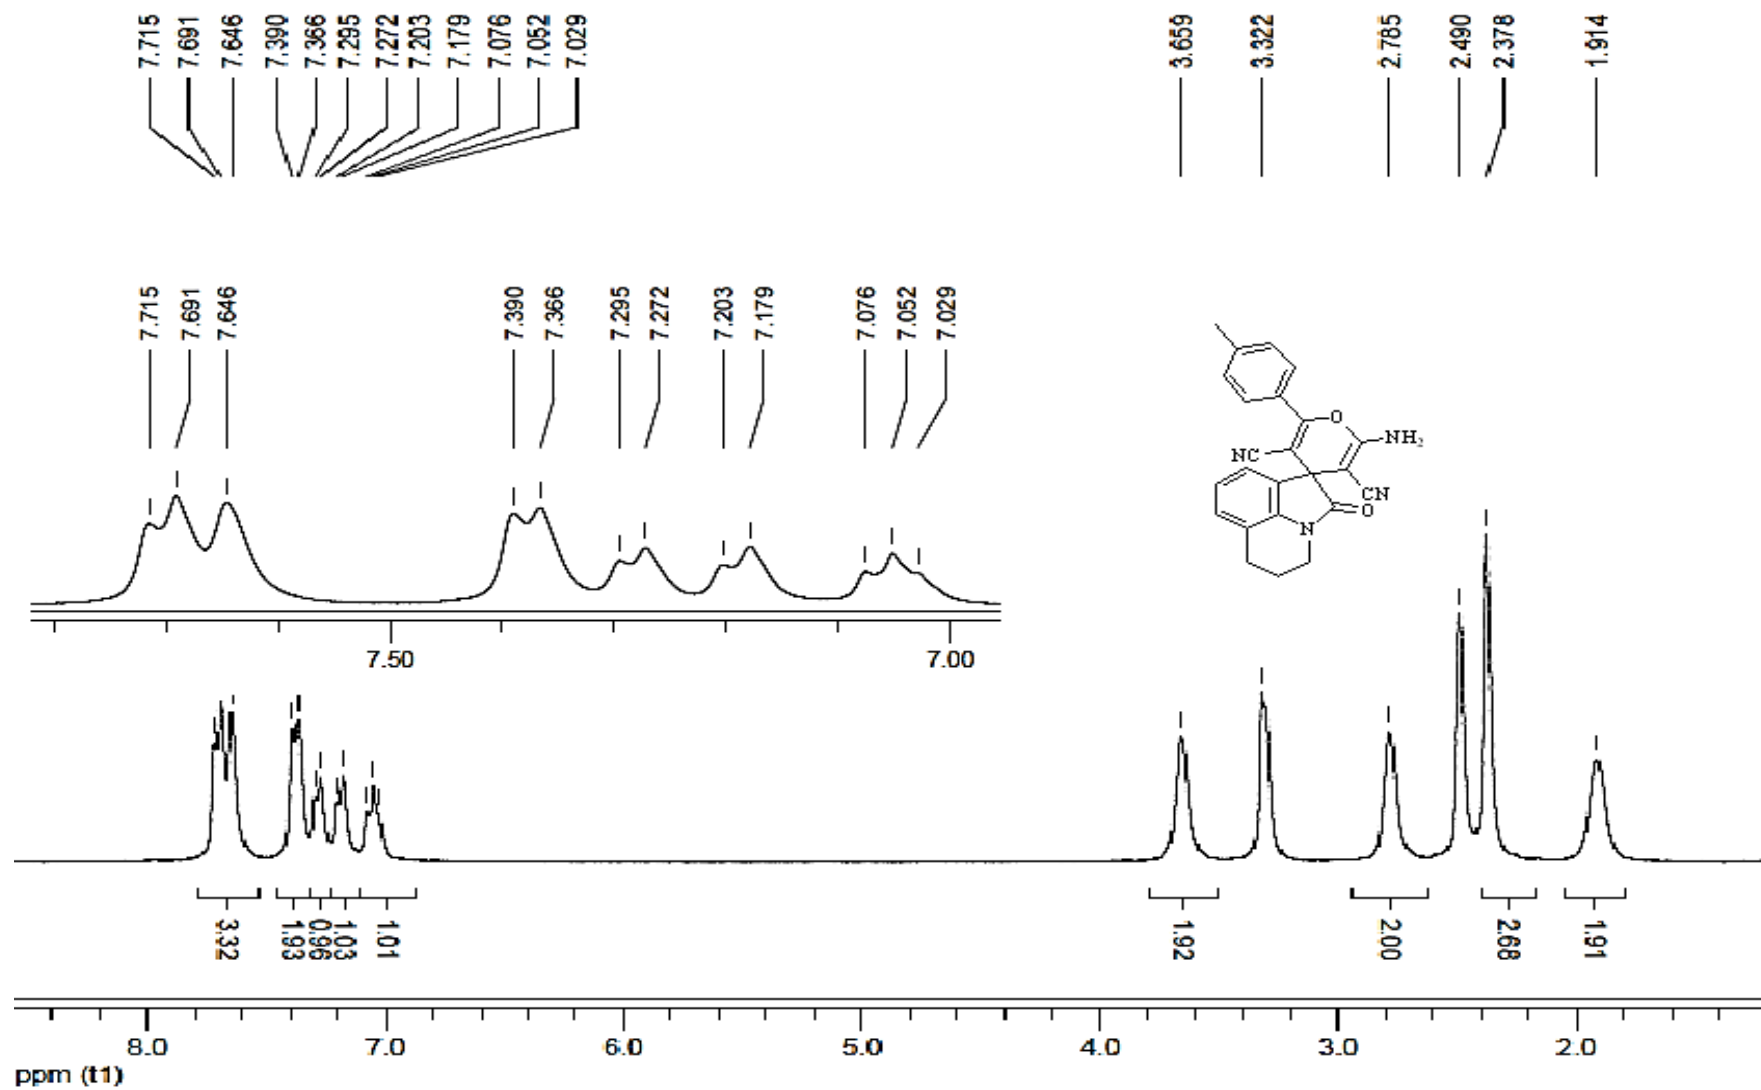 7.715 7.691 7.646 7.390 7.366 7.295 7.272 7.203 7.179 7.076 7.052 7.029 3.659 3.322 2.785 2.490 2.378 1.914
7.715 7.691 7.646 7.390 7.366 7.295 7.272 7.203 7.179 7.076 7.052 7.029
O
NH₂
NC
CN
O
N
7.50 7.00
3.32 1.93 0.96 1.03 1.01 1.92 2.00 2.68 1.91
8.0 7.0 6.0 5.0 4.0 3.0 2.0
ppm (t1)